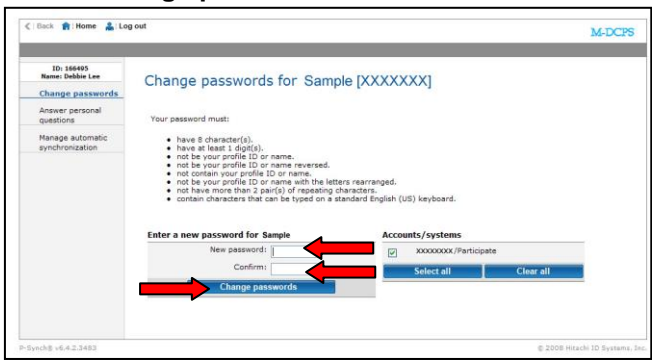 Back Home Log out
M-DCPS
ID: 166495
Name: Debbie Lee
Change passwords
Answer personal
questions
Manage automatic
synchronization
Change passwords for Sample [XXXXXXX]
Your password must:
• have 8 character(s).
• have at least 1 digit(s).
• not be your profile ID or name.
• not be your profile ID or name reversed.
• not contain your profile ID or name.
• not be your profile ID or name with the letters rearranged.
• not have more than 2 pair(s) of repeating characters.
• contain characters that can be typed on a standard English (US) keyboard.
Enter a new password for Sample
New password:
Confirm:
Change passwords
Accounts/systems
XXXXXXXX/Participate
Select all Clear all
P-Synch® v6.4.2.3483
© 2008 Hitachi ID Systems, Inc.